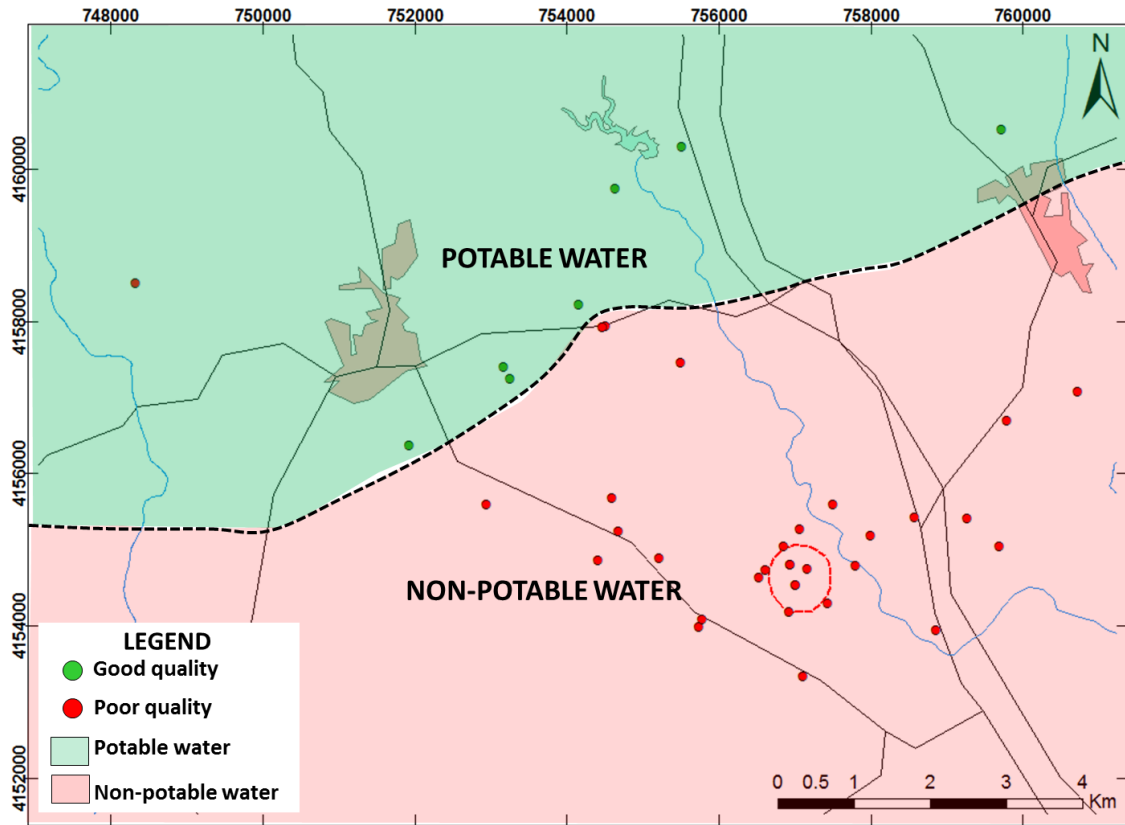 748000 750000 752000 754000 756000 758000 760000
N
4160000
POTABLE WATER
4158000
4156000
NON-POTABLE WATER
4154000
LEGEND
Good quality
Poor quality
Potable water
Non-potable water
4152000
0 0.5 1 2 3 4
Km